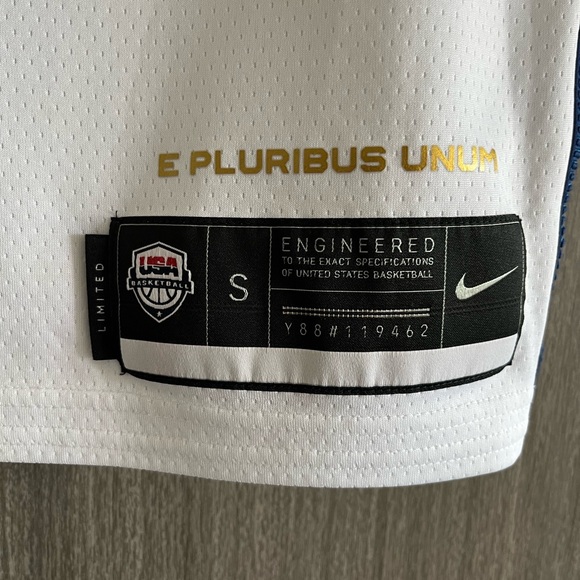 E PLURIBUS UNUM
LIMITED
USA
BASKETBALL
S
ENGINEERED
TO THE EXACT SPECIFICATIONS
OF UNITED STATES BASKETBALL
Y88#119462